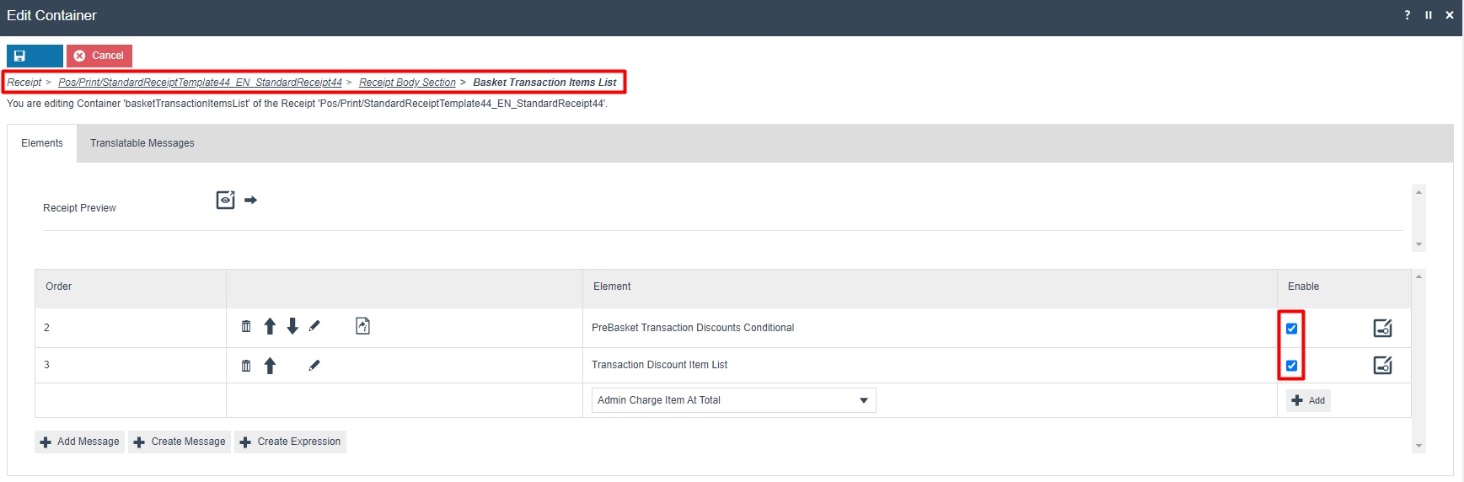 Edit Container
?
Cancel
Receipt > Pos/Print/StandardReceiptTemplate44_EN_StandardReceipt44 > Receipt Body Section > Basket Transaction Items List
You are editing Container 'basketTransactionItemsList' of the Receipt 'Pos/Print/StandardReceiptTemplate44_EN_StandardReceipt44'.
Elements Translatable Messages
Receipt Preview
Order Element Enable
2 PreBasket Transaction Discounts Conditional
3 Transaction Discount Item List
Admin Charge Item At Total Add
Add Message Create Message Create Expression